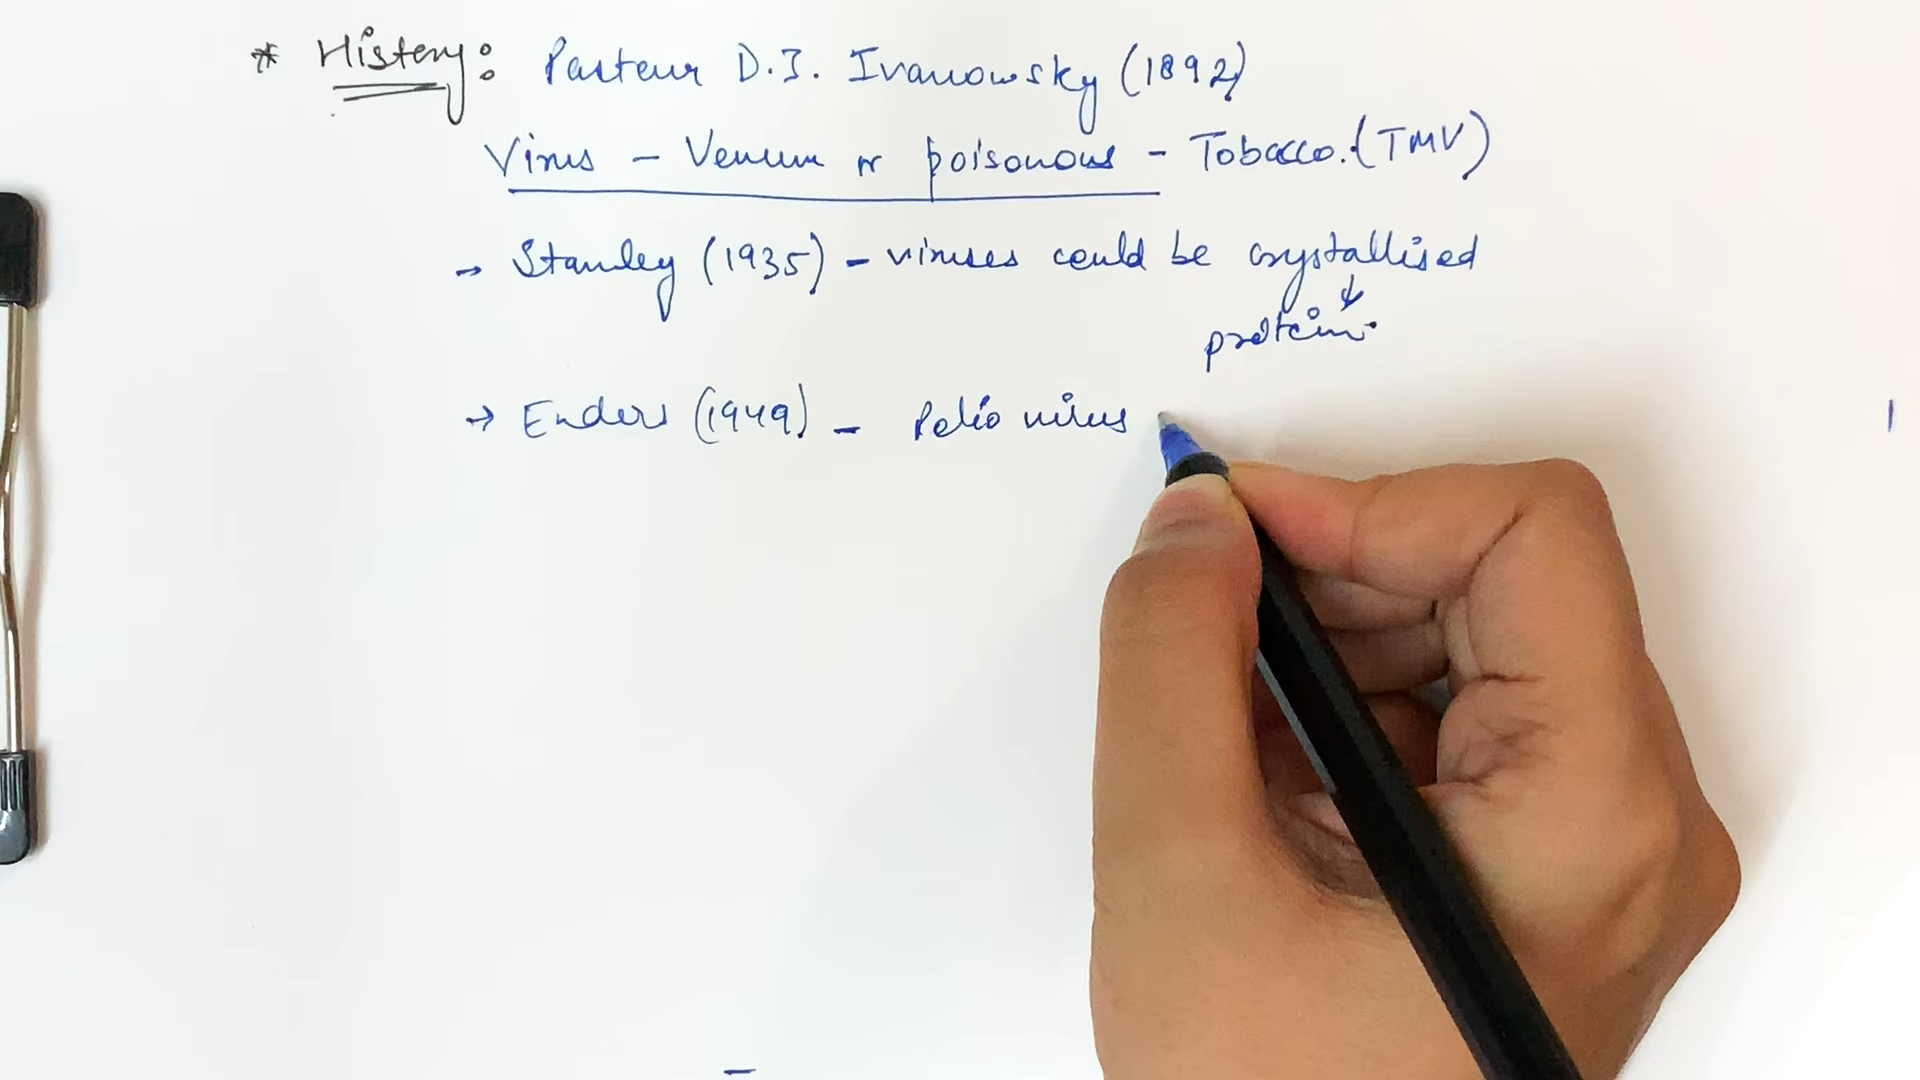 * History: Pasteur D.J. Ivanowsky (1892)
Virus - Venum or poisonous - Tobacco. (TMV)
→ Stanley (1935) - viruses could be crystallised
↓
protein.
→ Enders (1949) - Polio virus